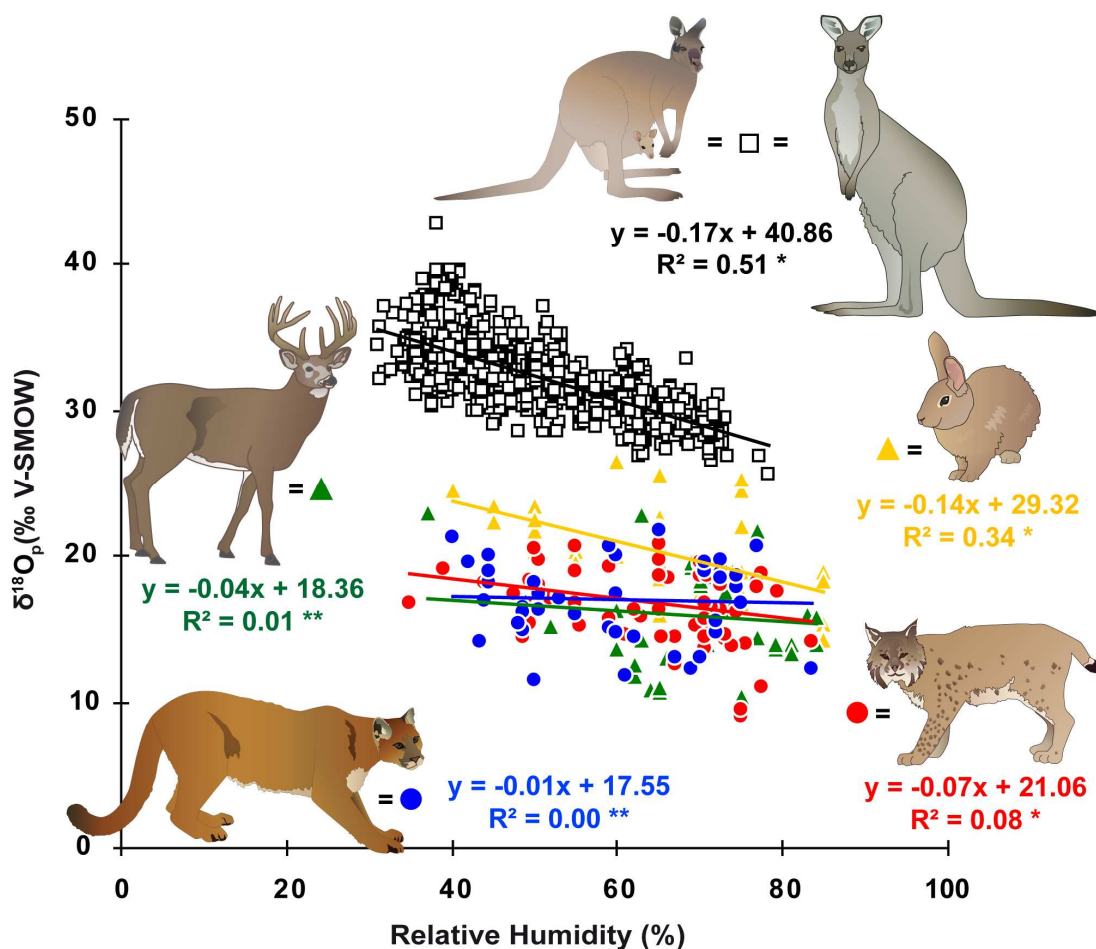 50
= =
y = -0.17x + 40.86
R² = 0.51 *
40
30
=
=
y = -0.14x + 29.32
R² = 0.34 *
20
y = -0.04x + 18.36
R² = 0.01 **
10
=
=
y = -0.01x + 17.55
R² = 0.00 **
y = -0.07x + 21.06
R² = 0.08 *
0
δ¹⁸Oₚ(‰ V-SMOW)
0 20 40 60 80 100
Relative Humidity (%)